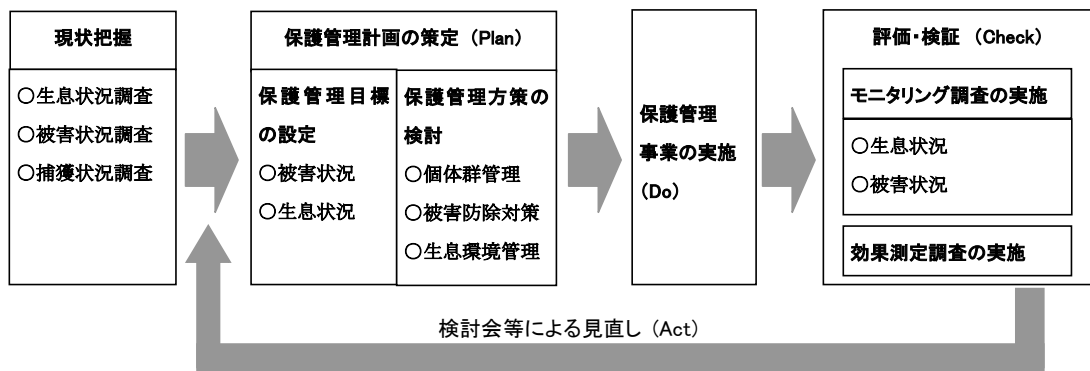 現状把握
○生息状況調査
○被害状況調査
○捕獲状況調査
保護管理計画の策定 (Plan)
保護管理目標
の設定
○被害状況
○生息状況
保護管理方策の
検討
○個体群管理
○被害防除対策
○生息環境管理
保護管理
事業の実施
(Do)
評価・検証 (Check)
モニタリング調査の実施
○生息状況
○被害状況
効果測定調査の実施
検討会等による見直し (Act)